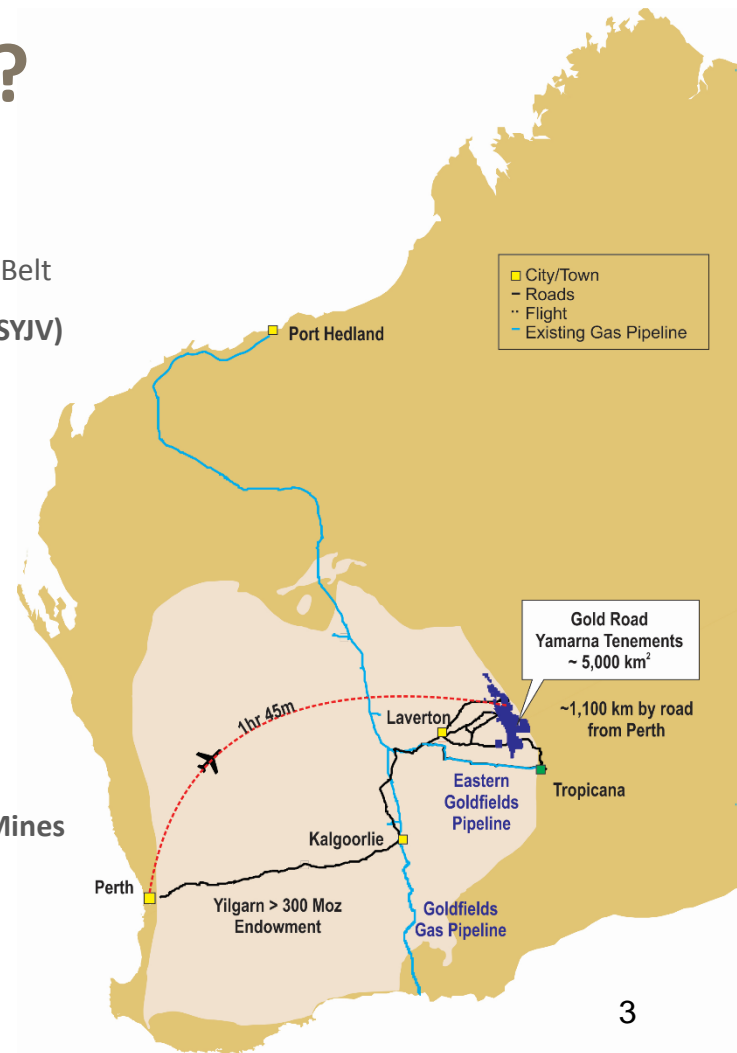 ?
Belt
SYJV)
City/Town
Roads
Flight
Existing Gas Pipeline
Port Hedland
Gold Road
Yamarna Tenements
~ 5,000 km²
1hr 45m
Laverton
~1,100 km by road
from Perth
Eastern
Goldfields
Pipeline
Tropicana
Mines
Kalgoorlie
Perth
Yilgarn > 300 Moz
Endowment
Goldfields
Gas Pipeline
3